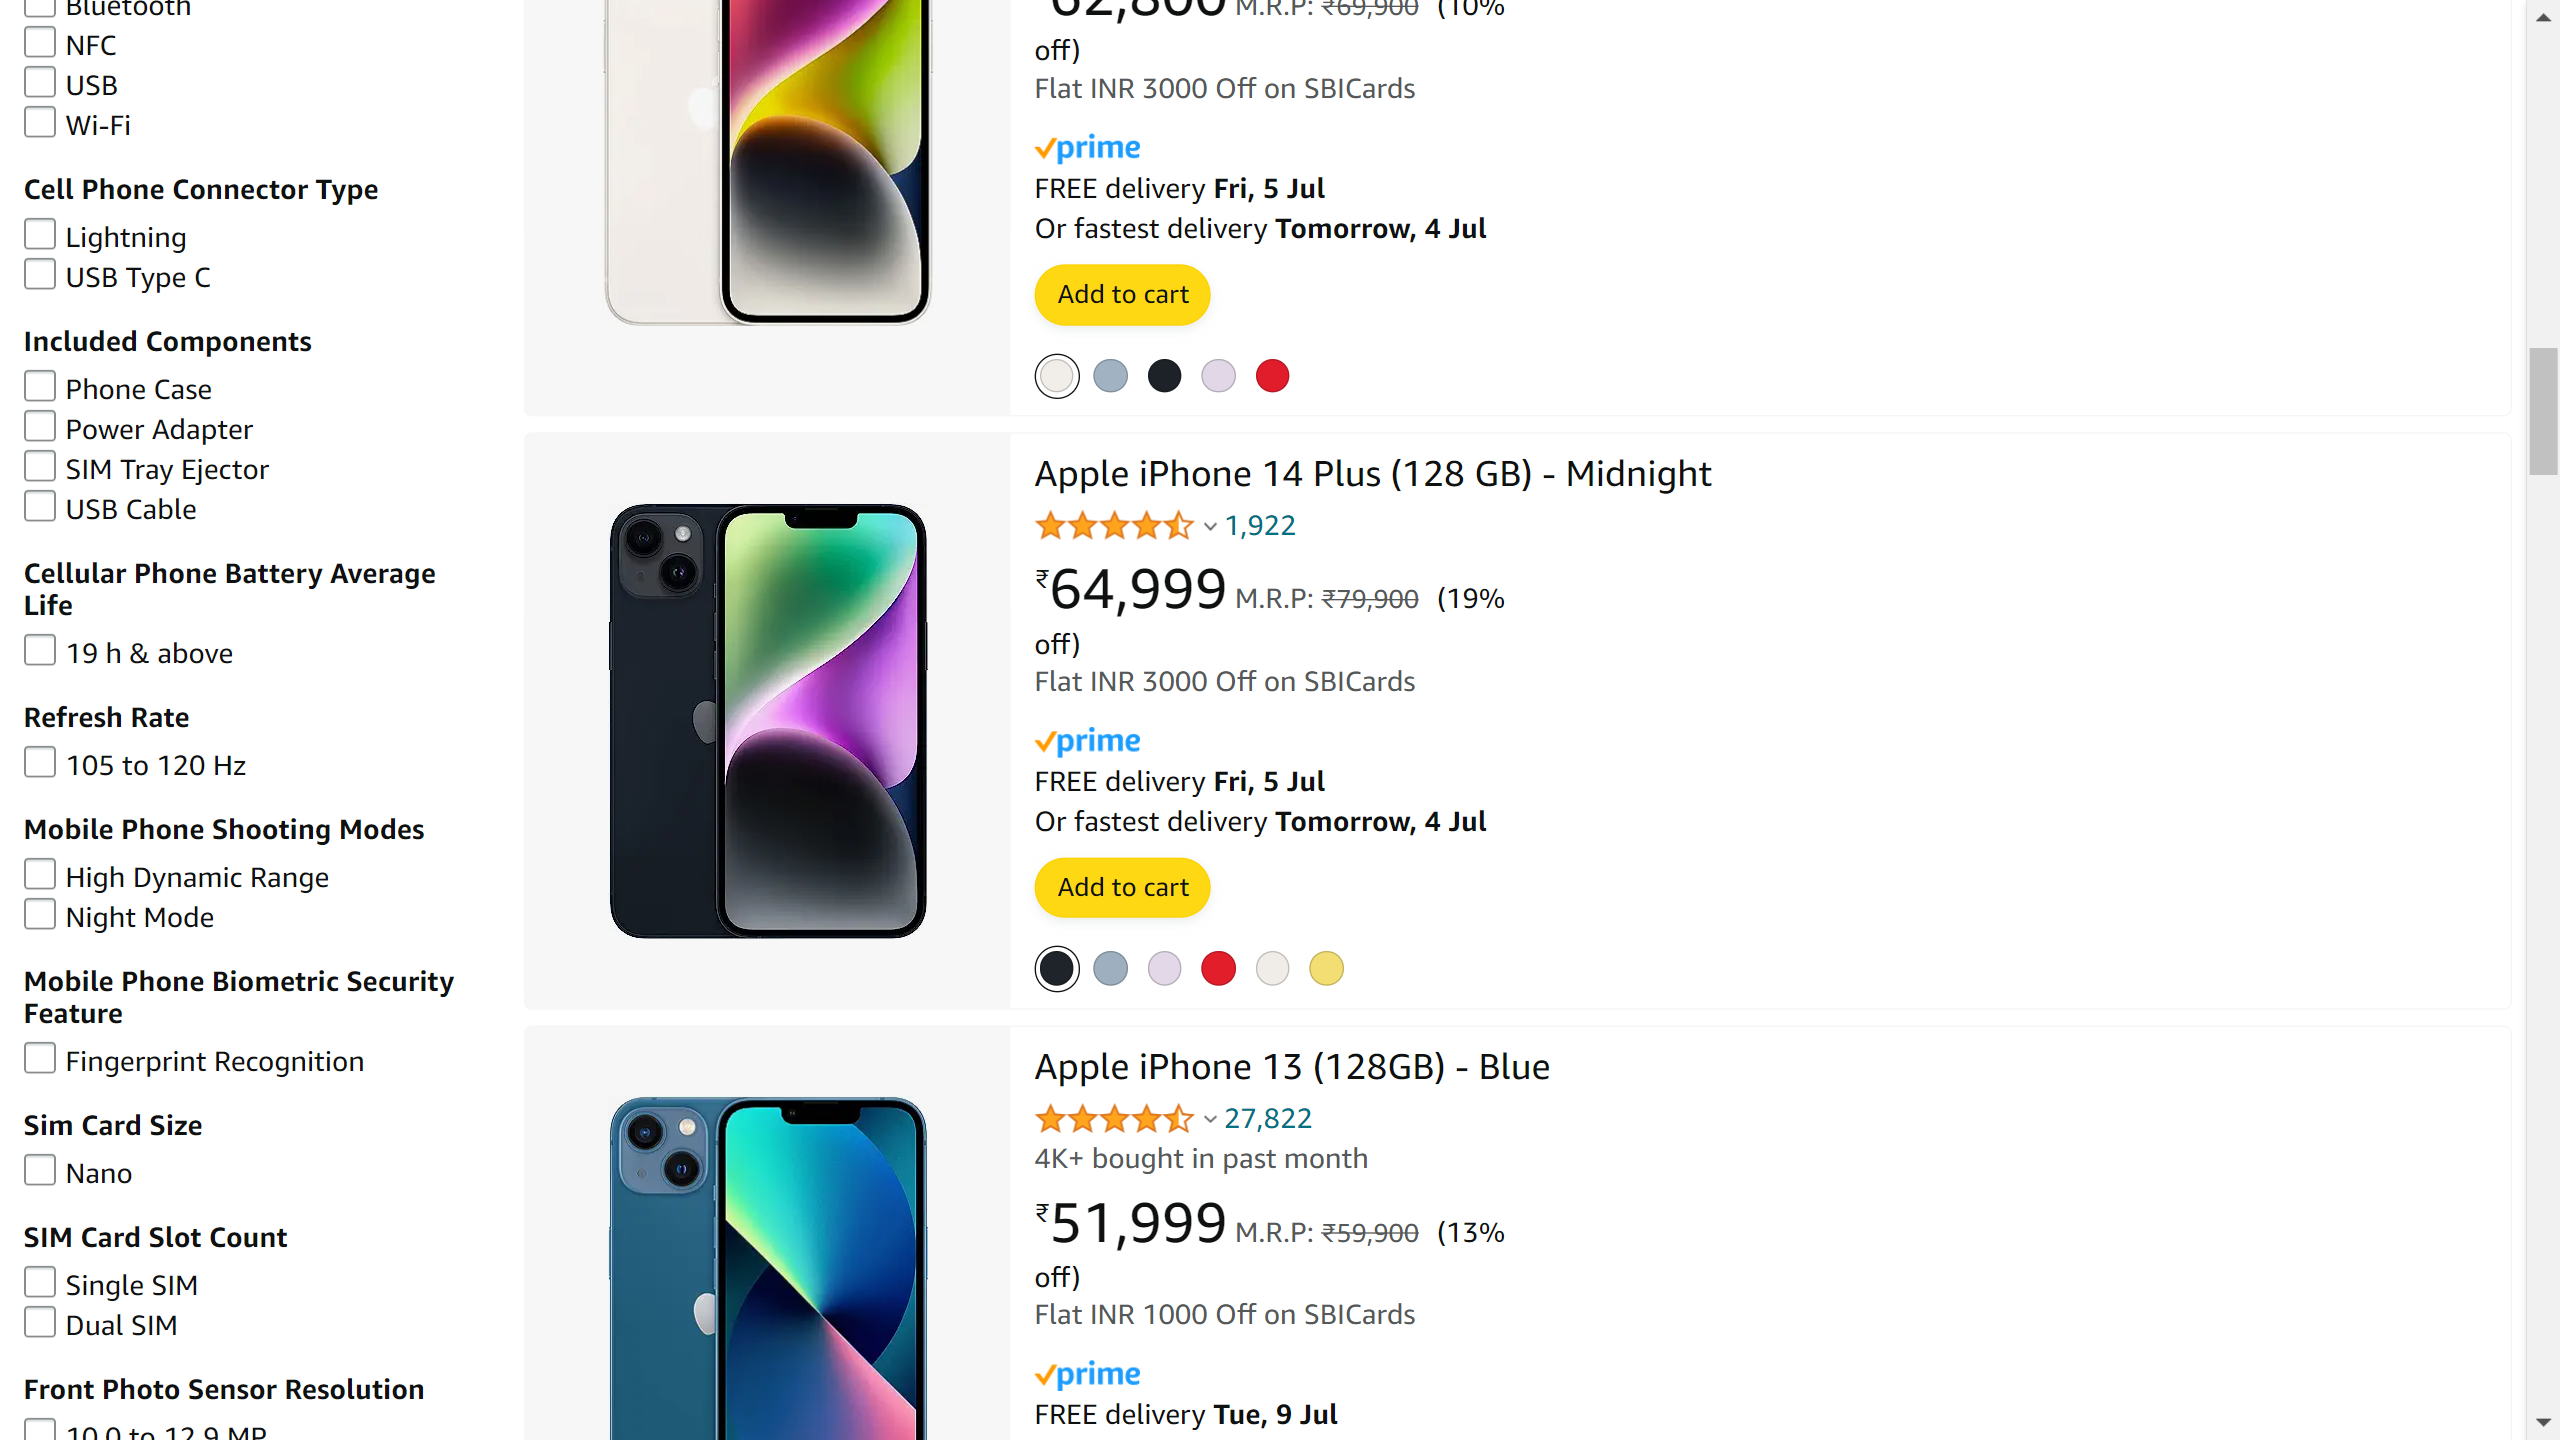 Bluetooth
NFC
USB
Wi-Fi
Cell Phone Connector Type
Lightning
USB Type C
Included Components
Phone Case
Power Adapter
SIM Tray Ejector
USB Cable
Cellular Phone Battery Average
Life
19 h & above
Refresh Rate
105 to 120 Hz
Mobile Phone Shooting Modes
High Dynamic Range
Night Mode
Mobile Phone Biometric Security
Feature
Fingerprint Recognition
Sim Card Size
Nano
SIM Card Slot Count
Single SIM
Dual SIM
Front Photo Sensor Resolution
10.0 to 12.9 MP
62,800 M.R.P: ₹69,900 (10%
off)
Flat INR 3000 Off on SBICards
prime
FREE delivery Fri, 5 Jul
Or fastest delivery Tomorrow, 4 Jul
Add to cart
Apple iPhone 14 Plus (128 GB) - Midnight
1,922
₹64,999 M.R.P: ₹79,900 (19%
off)
Flat INR 3000 Off on SBICards
prime
FREE delivery Fri, 5 Jul
Or fastest delivery Tomorrow, 4 Jul
Add to cart
Apple iPhone 13 (128GB) - Blue
27,822
4K+ bought in past month
₹51,999 M.R.P: ₹59,900 (13%
off)
Flat INR 1000 Off on SBICards
prime
FREE delivery Tue, 9 Jul